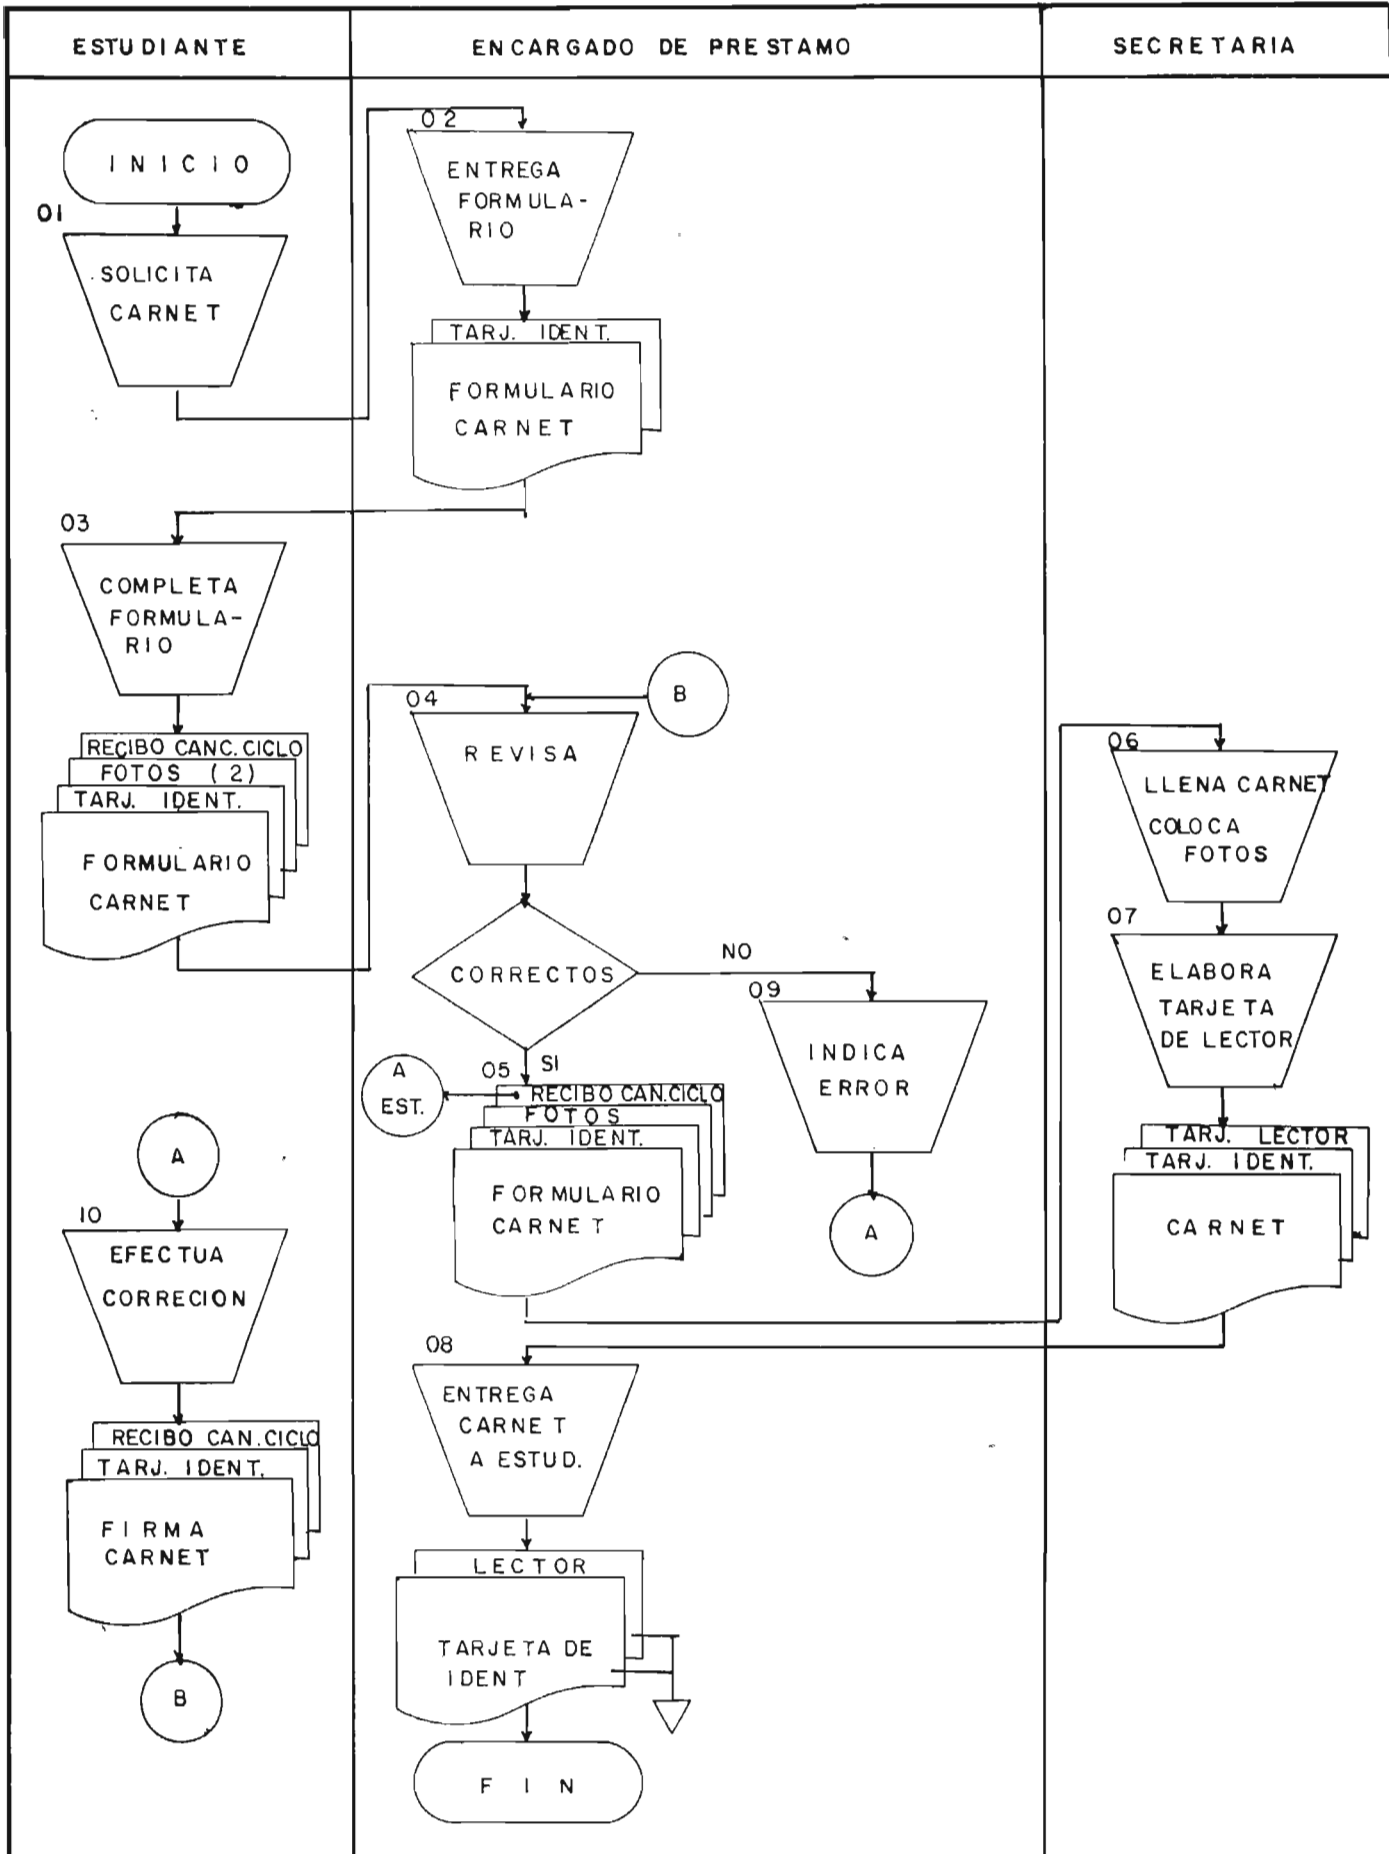 ESTUDIANTE
ENCARGADO DE PRESTAMO
SECRETARIA
INICIO
01
SOLICITA
CARNET
02
ENTREGA
FORMULA-
RIO
TARJ. IDENT.
FORMULARIO
CARNET
03
COMPLETA
FORMULA-
RIO
RECIBO CANC. CICLO
FOTOS (2)
TARJ. IDENT.
FORMULARIO
CARNET
B
04
REVISA
CORRECTOS
NO
SI
09
INDICA
ERROR
A
A
EST.
05
RECIBO CAN. CICLO
FOTOS
TARJ. IDENT.
FORMULARIO
CARNET
06
LLENA CARNET
COLOCA
FOTOS
07
ELABORA
TARJETA
DE LECTOR
TARJ. LECTOR
TARJ. IDENT.
CARNET
08
ENTREGA
CARNET
A ESTUD.
LECTOR
TARJETA DE
IDENT
FIN
A
10
EFECTUA
CORRECION
RECIBO CAN. CICLO
TARJ. IDENT.
FIRMA
CARNET
B